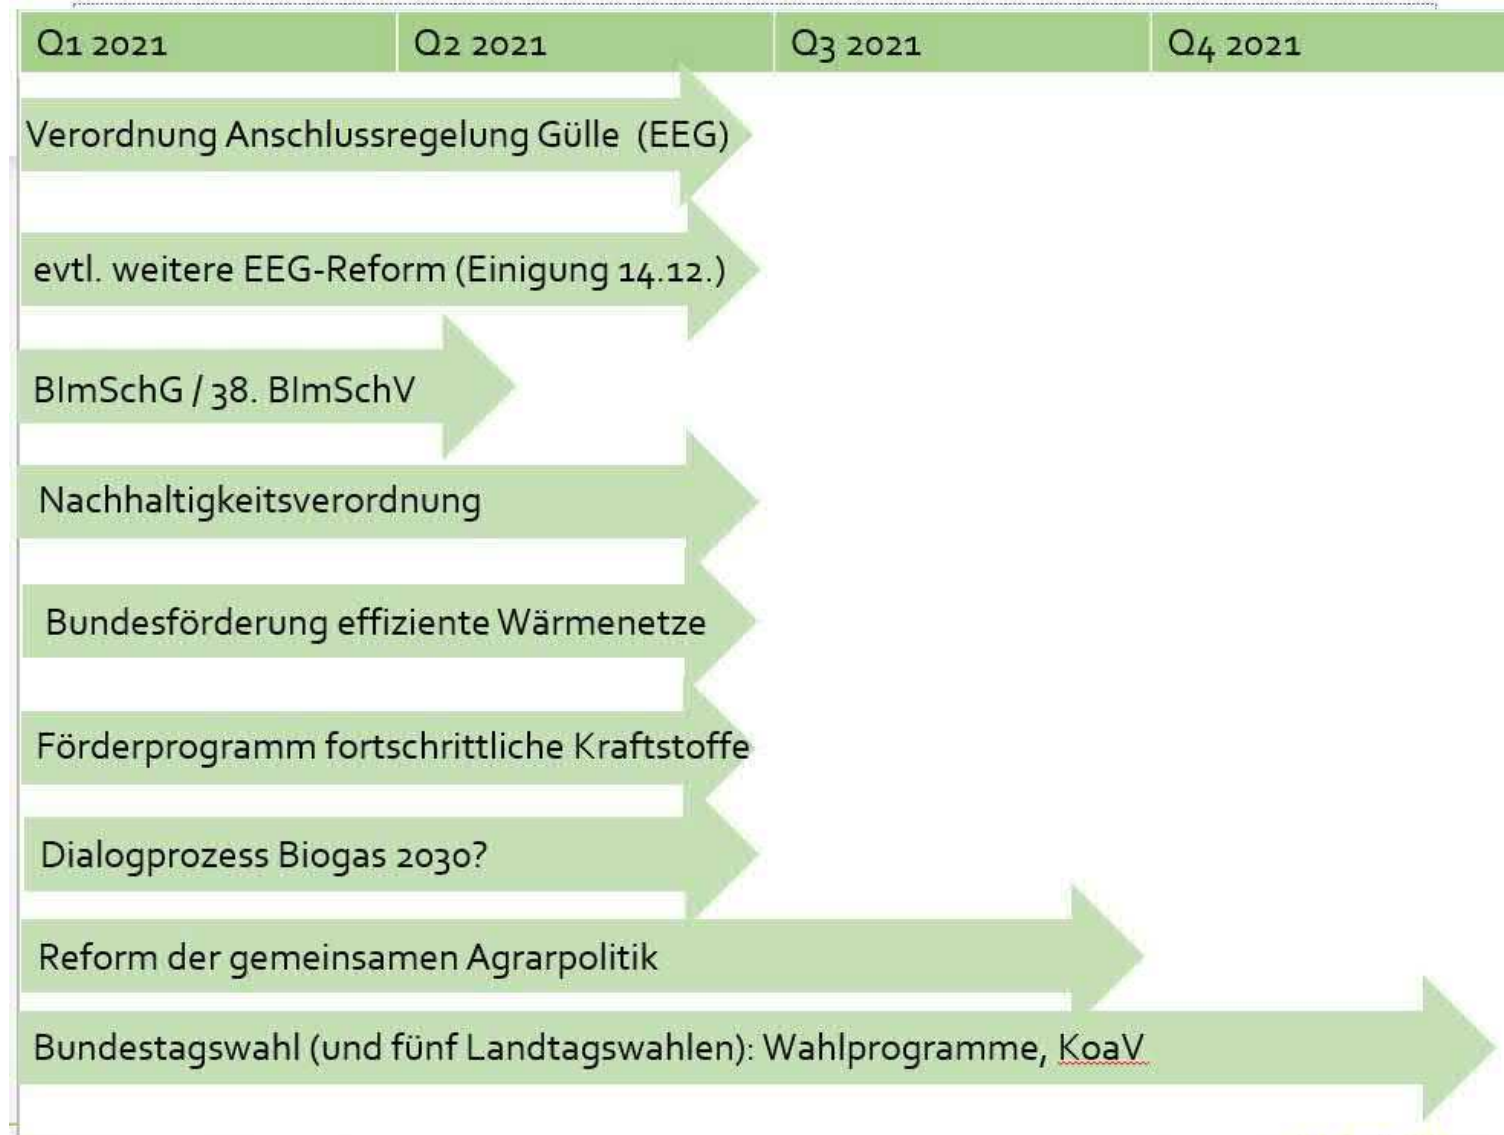 Q1 2021 Q2 2021 Q3 2021 Q4 2021
Verordnung Anschlussregelung Gülle (EEG)
evtl. weitere EEG-Reform (Einigung 14.12.)
BImSchG / 38. BImSchV
Nachhaltigkeitsverordnung
Bundesförderung effiziente Wärmenetze
Förderprogramm fortschrittliche Kraftstoffe
Dialogprozess Biogas 2030?
Reform der gemeinsamen Agrarpolitik
Bundestagswahl (und fünf Landtagswahlen): Wahlprogramme, KoaV